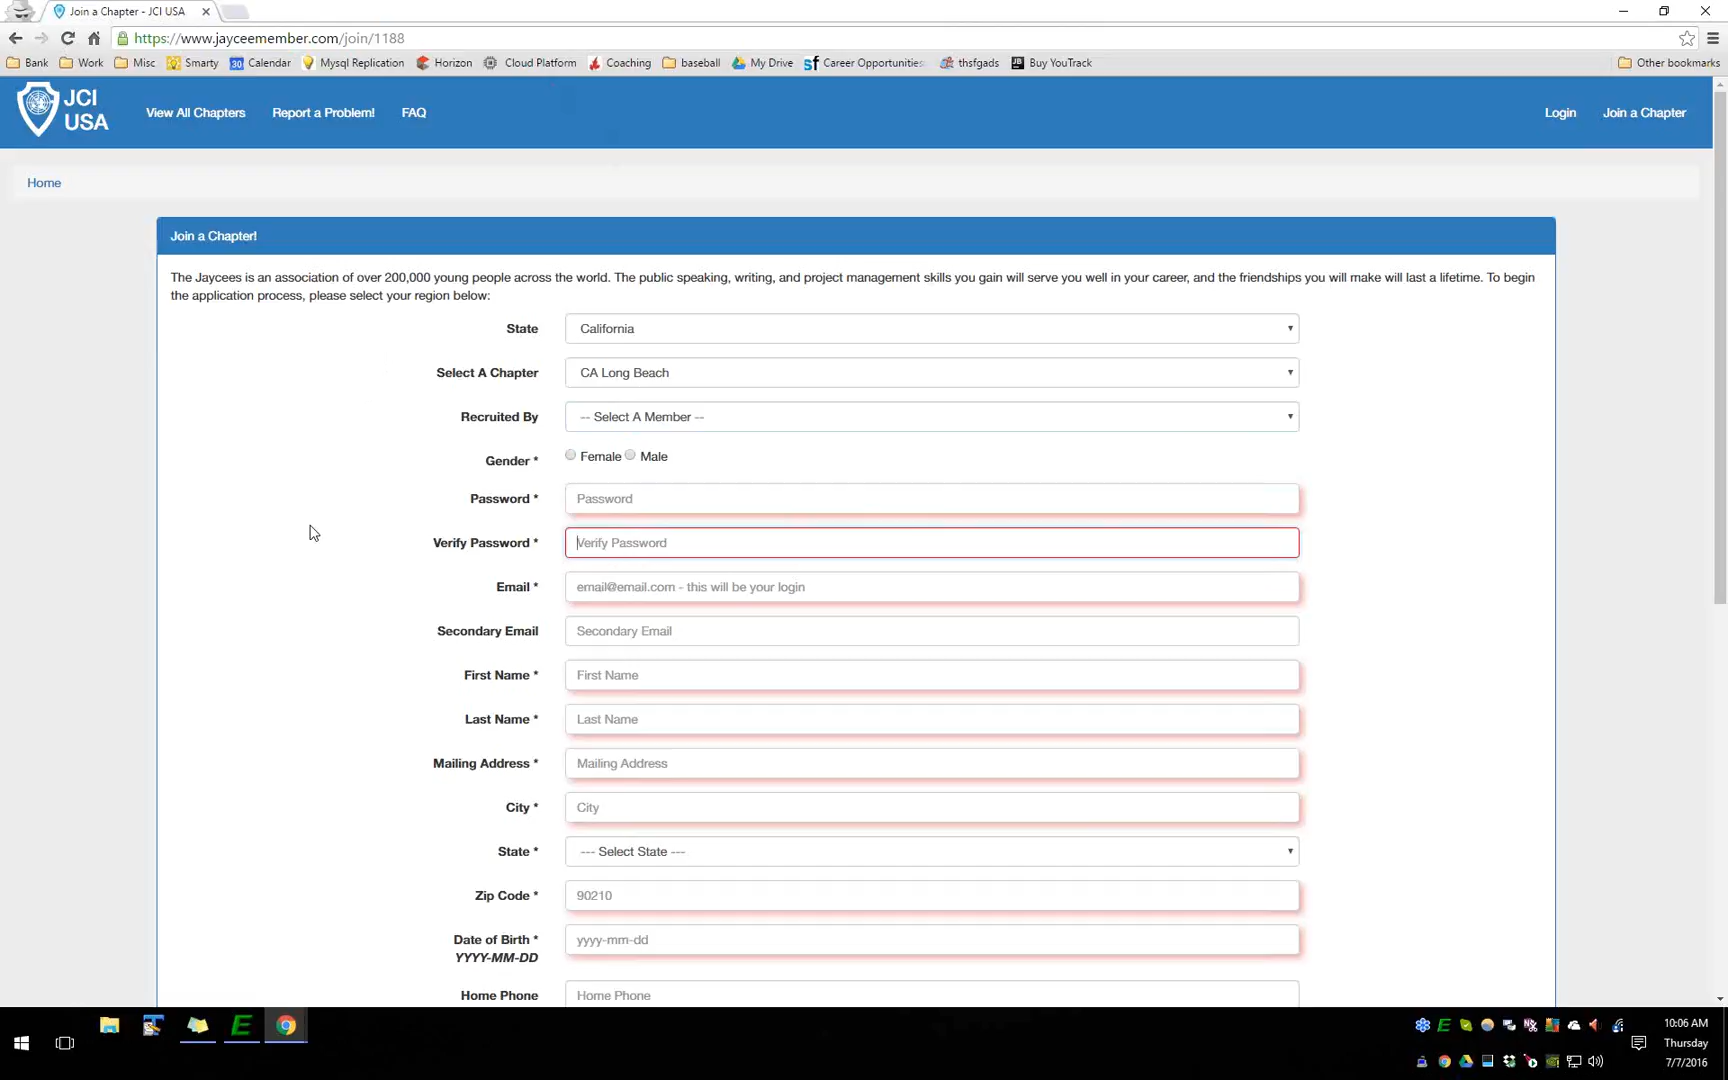 Join a Chapter - JCI USA
https://www.jayceemember.com/join/1188
Bank Work Misc Smarty Calendar Mysql Replication Horizon Cloud Platform Coaching baseball My Drive Career Opportunities: thsfgads Buy YouTrack Other bookmarks
JCI USA
View All Chapters Report a Problem! FAQ Login Join a Chapter
Home
Join a Chapter!
The Jaycees is an association of over 200,000 young people across the world. The public speaking, writing, and project management skills you gain will serve you well in your career, and the friendships you will make will last a lifetime. To begin
the application process, please select your region below:
State California
Select A Chapter CA Long Beach
Recruited By -- Select A Member --
Gender * Female Male
Password * Password
Verify Password * Verify Password
Email * email@email.com - this will be your login
Secondary Email Secondary Email
First Name * First Name
Last Name * Last Name
Mailing Address * Mailing Address
City * City
State * --- Select State ---
Zip Code * 90210
Date of Birth * yyyy-mm-dd
YYYY-MM-DD
Home Phone Home Phone
10:06 AM
Thursday
7/7/2016